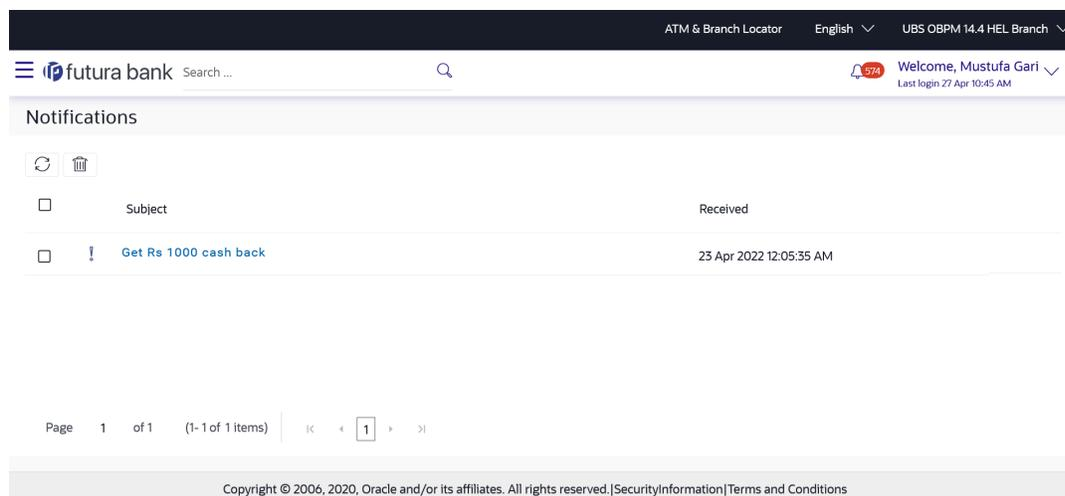 ATM & Branch Locator English UBS OBPM 14.4 HEL Branch
futura bank Search ... 574 Welcome, Mustufa Gari
Last login 27 Apr 10:45 AM
Notifications
Subject Received
Get Rs 1000 cash back 23 Apr 2022 12:05:35 AM
Page 1 of 1 (1- 1 of 1 items) 1
Copyright © 2006, 2020, Oracle and/or its affiliates. All rights reserved.|SecurityInformation|Terms and Conditions